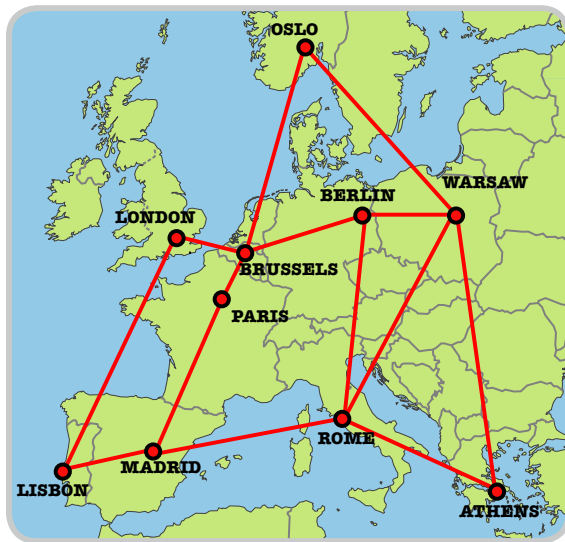 OSLO
WARSAW
BERLIN
LONDON
BRUSSELS
PARIS
ROME
MADRID
LISBON
ATHENS